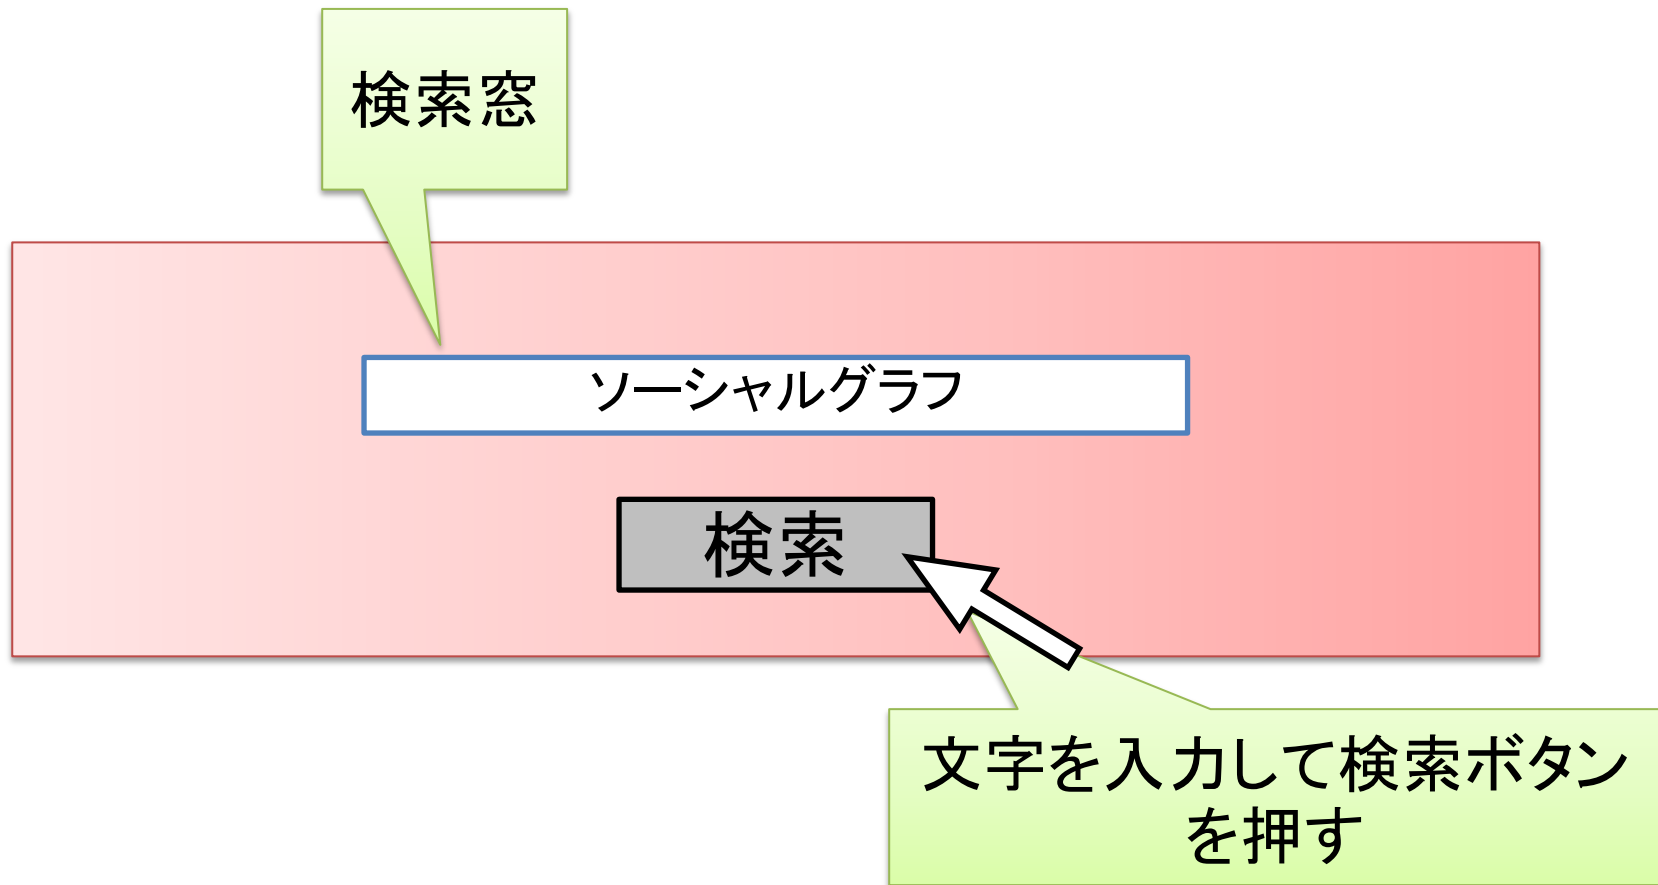 検索窓
ソーシャルグラフ
検索
文字を入力して検索ボタン
を押す